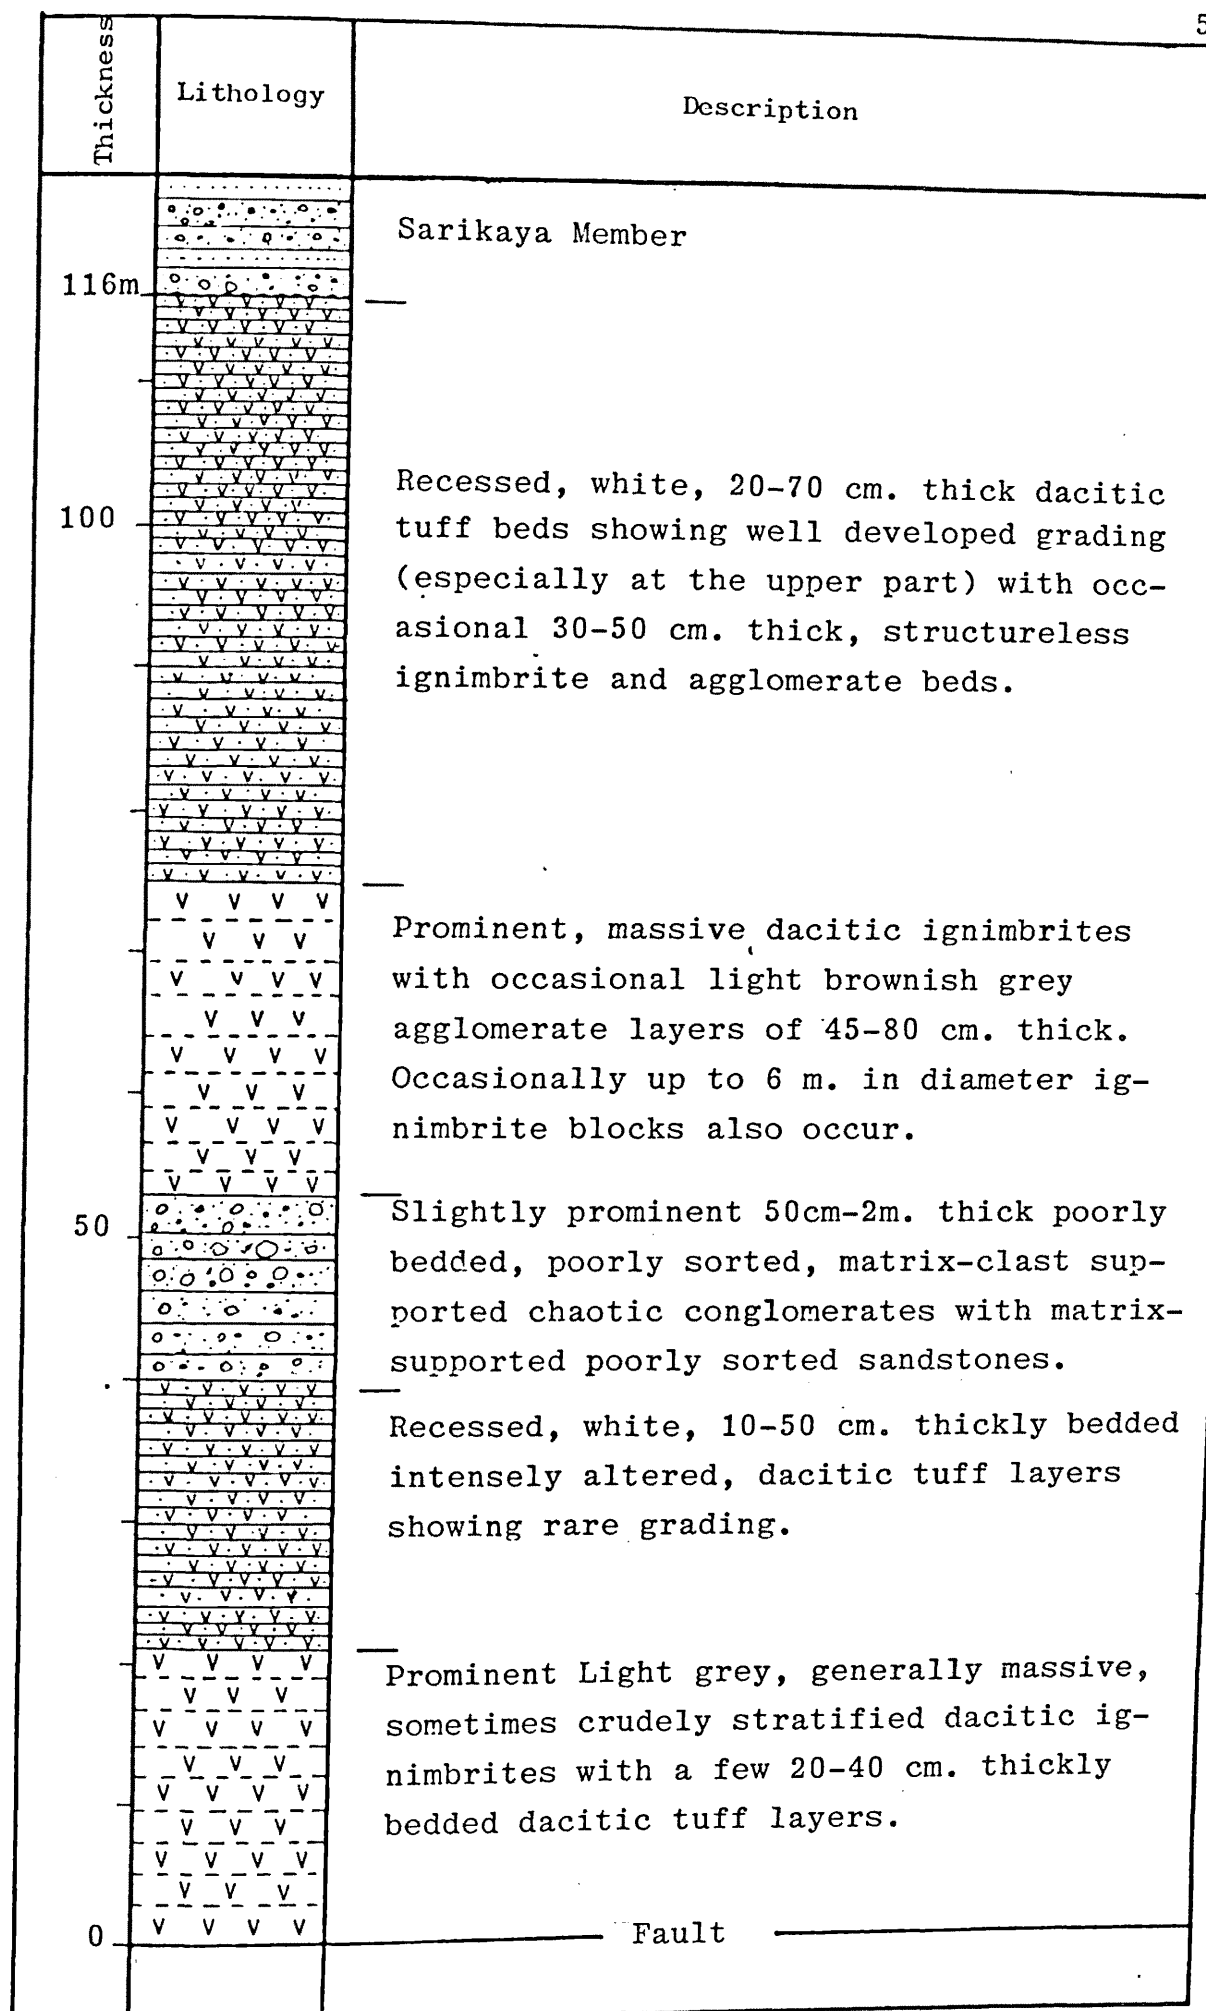 5
Thickness
Lithology
Description
Sarikaya Member
116m
100
Recessed, white, 20-70 cm. thick dacitic
tuff beds showing well developed grading
(especially at the upper part) with occ-
asional 30-50 cm. thick, structureless
ignimbrite and agglomerate beds.
Prominent, massive dacitic ignimbrites
with occasional light brownish grey
agglomerate layers of 45-80 cm. thick.
Occasionally up to 6 m. in diameter ig-
nimbrite blocks also occur.
50
Slightly prominent 50cm-2m. thick poorly
bedded, poorly sorted, matrix-clast sup-
ported chaotic conglomerates with matrix-
supported poorly sorted sandstones.
Recessed, white, 10-50 cm. thickly bedded
intensely altered, dacitic tuff layers
showing rare grading.
Prominent Light grey, generally massive,
sometimes crudely stratified dacitic ig-
nimbrites with a few 20-40 cm. thickly
bedded dacitic tuff layers.
0
Fault